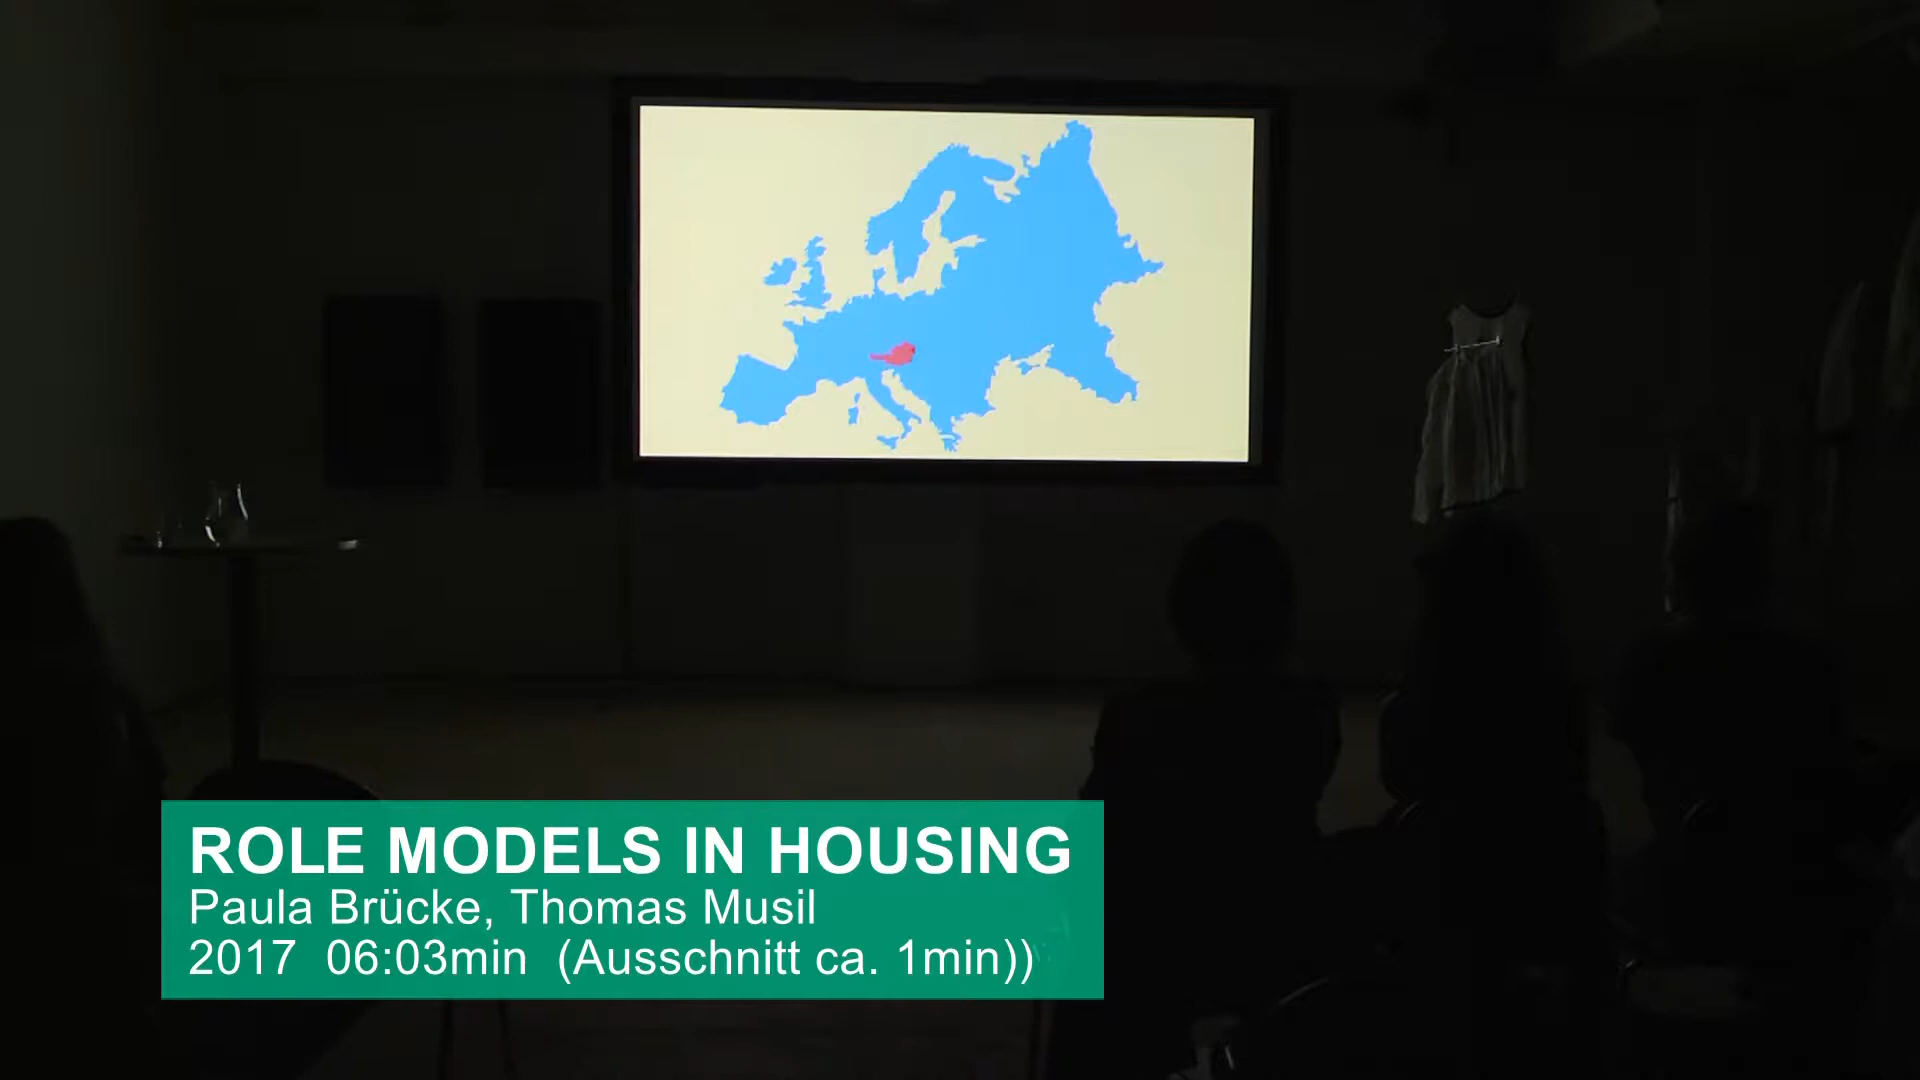 ROLE MODELS IN HOUSING
Paula Brücke, Thomas Musil
2017 06:03min (Ausschnitt ca. 1min))